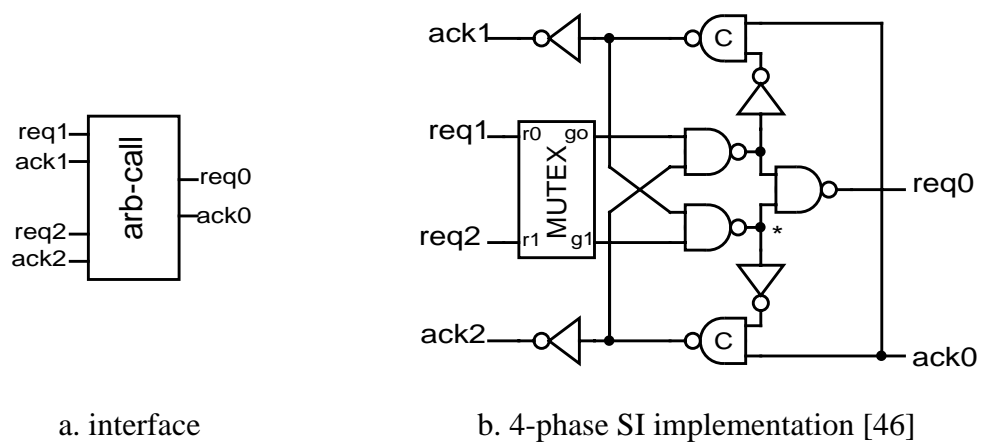 req1
ack1
req2
ack2
arb-call
req0
ack0
a. interface
ack1
C
req1
r0
go
MUTEX
req2
r1
g1
req0
*
ack2
C
ack0
b. 4-phase SI implementation [46]